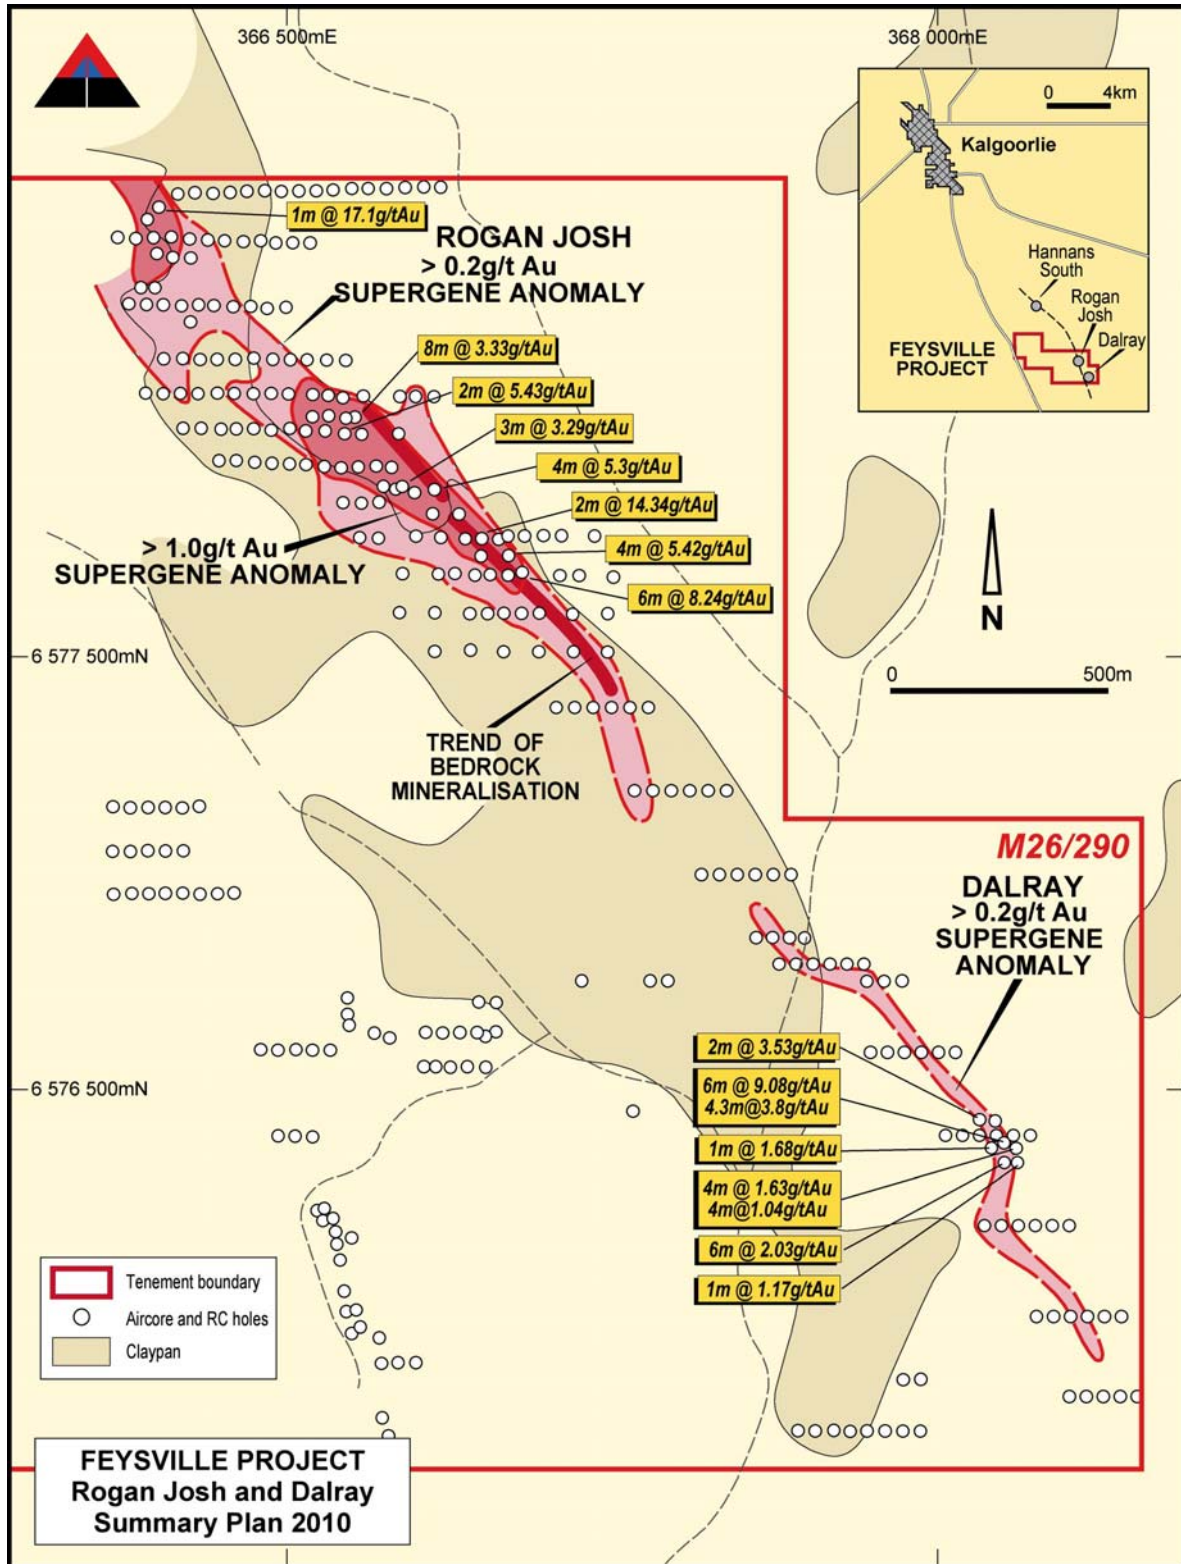 366 500mE
368 000mE
0 4km
Kalgoorlie
Hannans
South
Rogan
Josh
Dalray
FEYSVILLE
PROJECT
1m @ 17.1g/tAu
ROGAN JOSH
> 0.2g/t Au
SUPERGENE ANOMALY
8m @ 3.33g/tAu
2m @ 5.43g/tAu
3m @ 3.29g/tAu
4m @ 5.3g/tAu
2m @ 14.34g/tAu
4m @ 5.42g/tAu
6m @ 8.24g/tAu
> 1.0g/t Au
SUPERGENE ANOMALY
N
6 577 500mN
0 500m
TREND OF
BEDROCK
MINERALISATION
M26/290
DALRAY
> 0.2g/t Au
SUPERGENE
ANOMALY
6 576 500mN
2m @ 3.53g/tAu
6m @ 9.08g/tAu
4.3m@3.8g/tAu
1m @ 1.68g/tAu
4m @ 1.63g/tAu
4m@1.04g/tAu
6m @ 2.03g/tAu
1m @ 1.17g/tAu
Tenement boundary
Aircore and RC holes
Claypan
FEYSVILLE PROJECT
Rogan Josh and Dalray
Summary Plan 2010